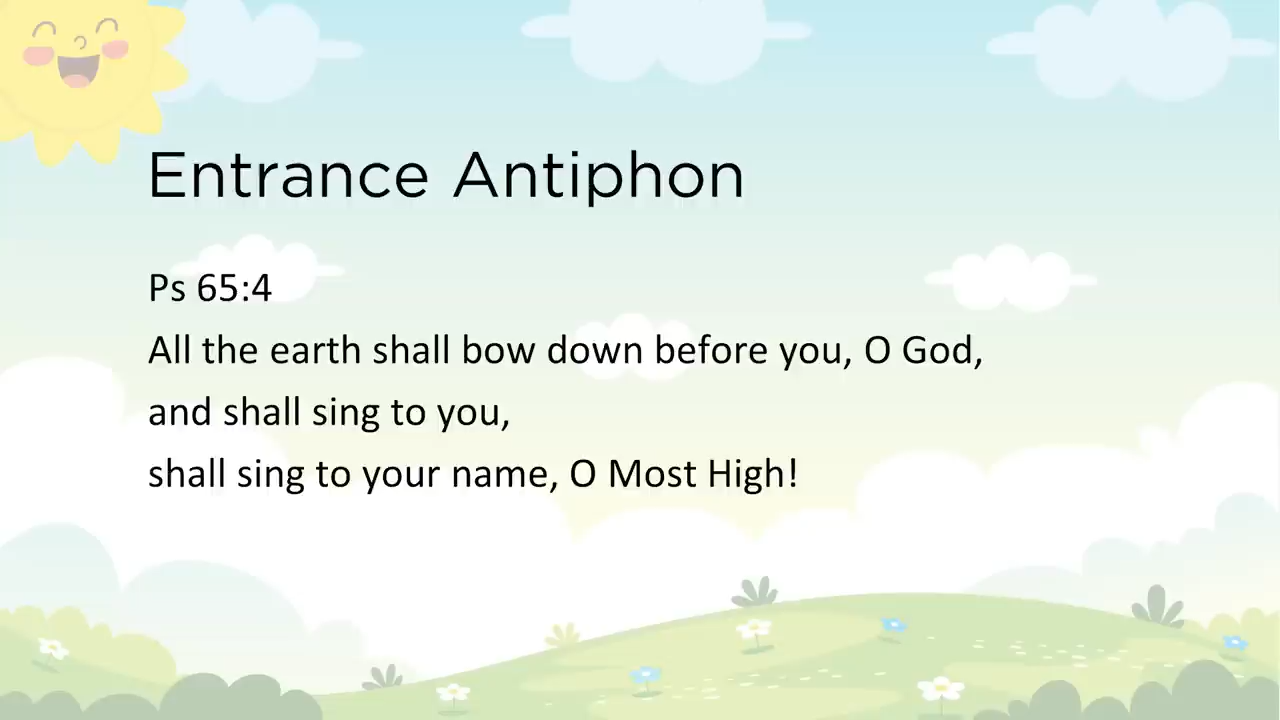 Entrance Antiphon
Ps 65:4
All the earth shall bow down before you, O God,
and shall sing to you,
shall sing to your name, O Most High!